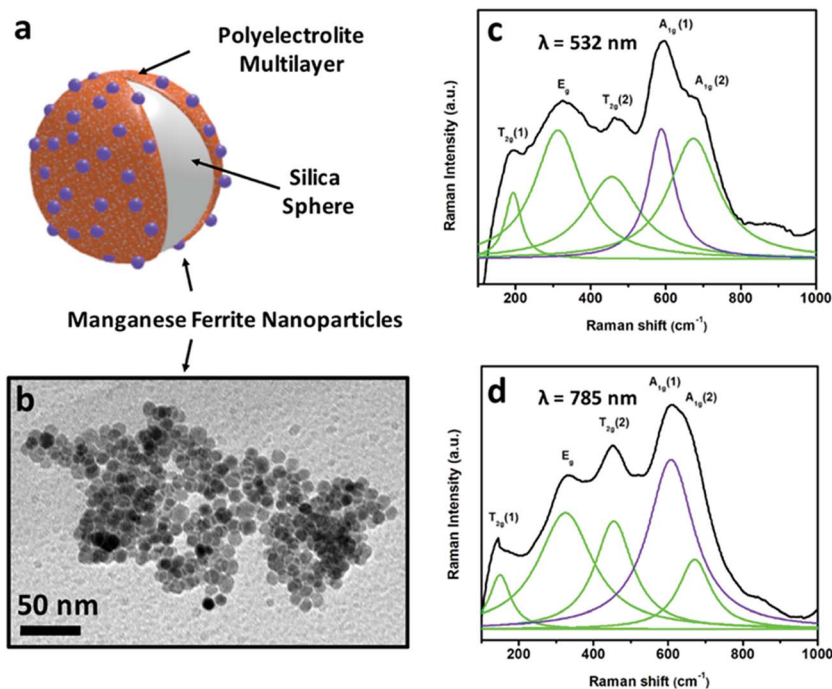 a
Polyelectrolite
Multilayer
Silica
Sphere
Manganese Ferrite Nanoparticles
b
50 nm
c
λ = 532 nm
A1g(1)
A1g(2)
Eg
T2g(2)
T2g(1)
Raman Intensity (a.u.)
200 400 600 800 1000
Raman shift (cm-1)
d
λ = 785 nm
A1g(1)
A1g(2)
T2g(2)
Eg
T2g(1)
Raman Intensity (a.u.)
200 400 600 800 1000
Raman shift (cm-1)